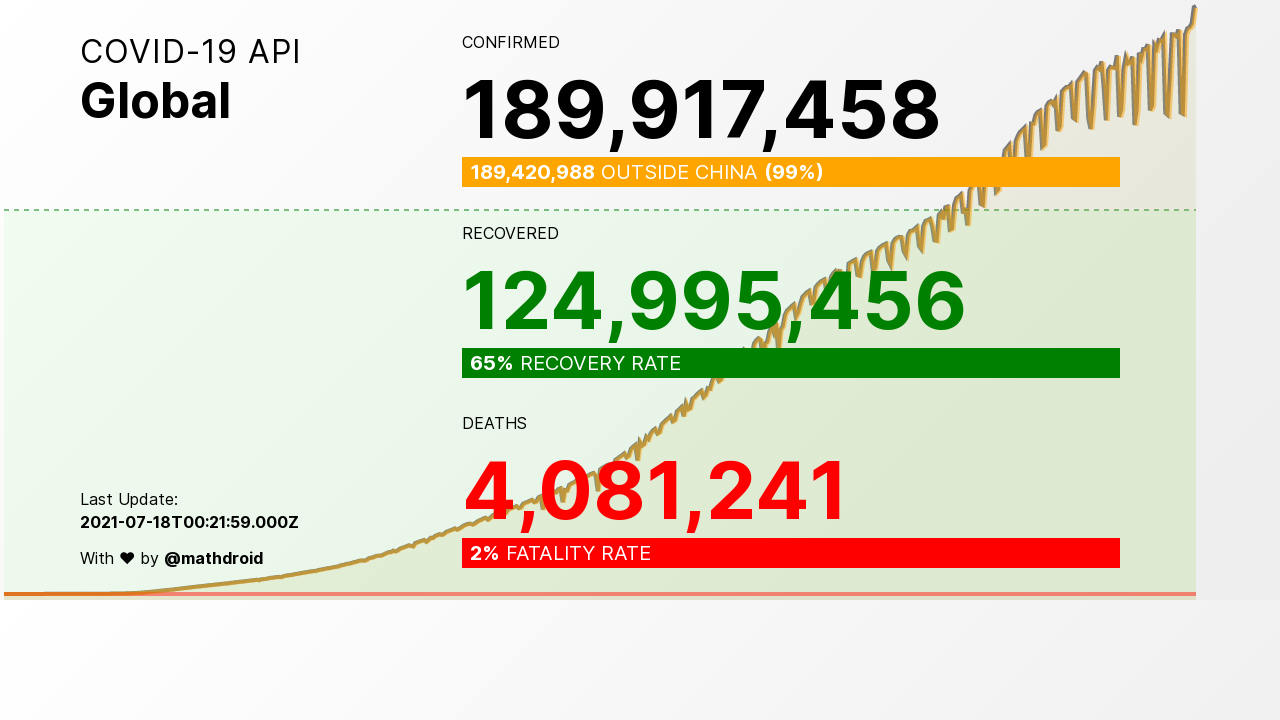 COVID-19 API
Global
CONFIRMED
189,917,458
189,420,988 OUTSIDE CHINA (99%)
RECOVERED
124,995,456
65% RECOVERY RATE
DEATHS
4,081,241
2% FATALITY RATE
Last Update:
2021-07-18T00:21:59.000Z
With ♥ by @mathdroid